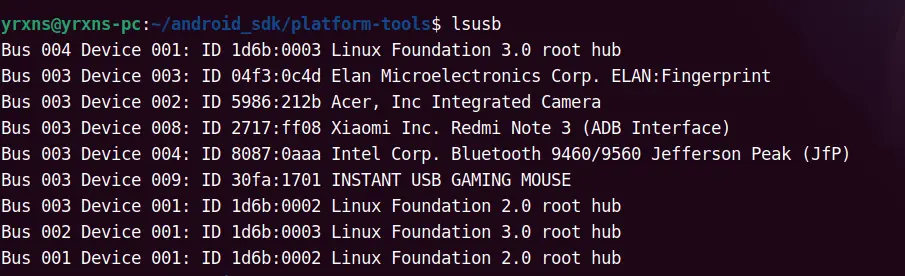 yrxns@yrxns-pc:~/android_sdk/platform-tools$ lsusb
Bus 004 Device 001: ID 1d6b:0003 Linux Foundation 3.0 root hub
Bus 003 Device 003: ID 04f3:0c4d Elan Microelectronics Corp. ELAN:Fingerprint
Bus 003 Device 002: ID 5986:212b Acer, Inc Integrated Camera
Bus 003 Device 008: ID 2717:ff08 Xiaomi Inc. Redmi Note 3 (ADB Interface)
Bus 003 Device 004: ID 8087:0aaa Intel Corp. Bluetooth 9460/9560 Jefferson Peak (JfP)
Bus 003 Device 009: ID 30fa:1701 INSTANT USB GAMING MOUSE
Bus 003 Device 001: ID 1d6b:0002 Linux Foundation 2.0 root hub
Bus 002 Device 001: ID 1d6b:0003 Linux Foundation 3.0 root hub
Bus 001 Device 001: ID 1d6b:0002 Linux Foundation 2.0 root hub